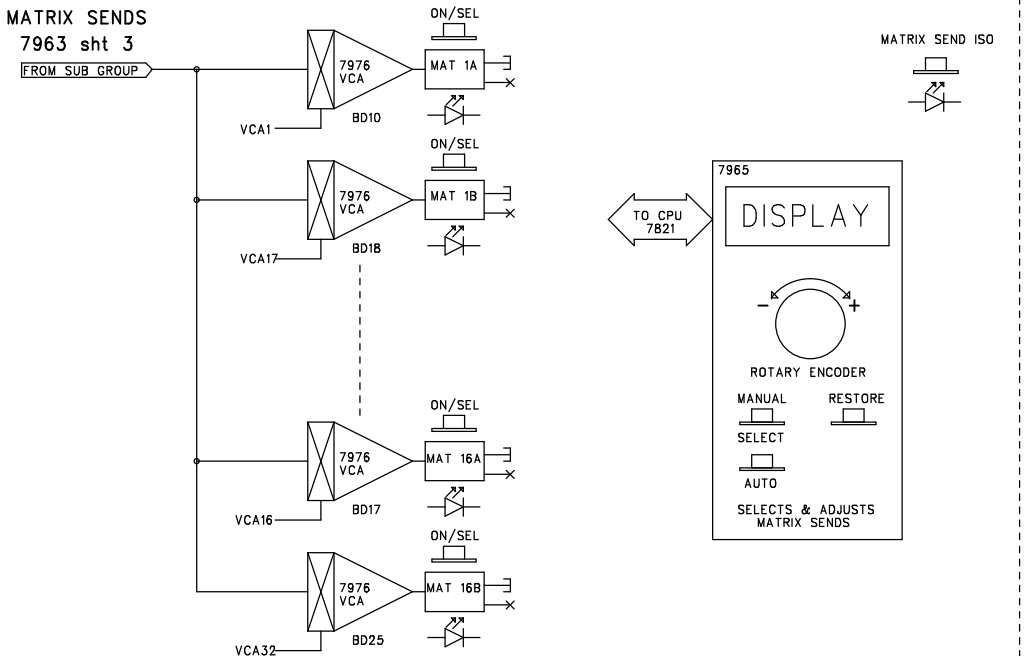 MATRIX SENDS
7963 sht 3
FROM SUB GROUP
ON/SEL
7976
VCA
MAT 1A
VCA1
BD10
ON/SEL
7976
VCA
MAT 1B
VCA17
BD18
ON/SEL
7976
VCA
MAT 16A
VCA16
BD17
ON/SEL
7976
VCA
MAT 16B
VCA32
BD25
MATRIX SEND ISO
TO CPU
7821
7965
DISPLAY
- +
ROTARY ENCODER
MANUAL RESTORE
SELECT
AUTO
SELECTS & ADJUSTS
MATRIX SENDS